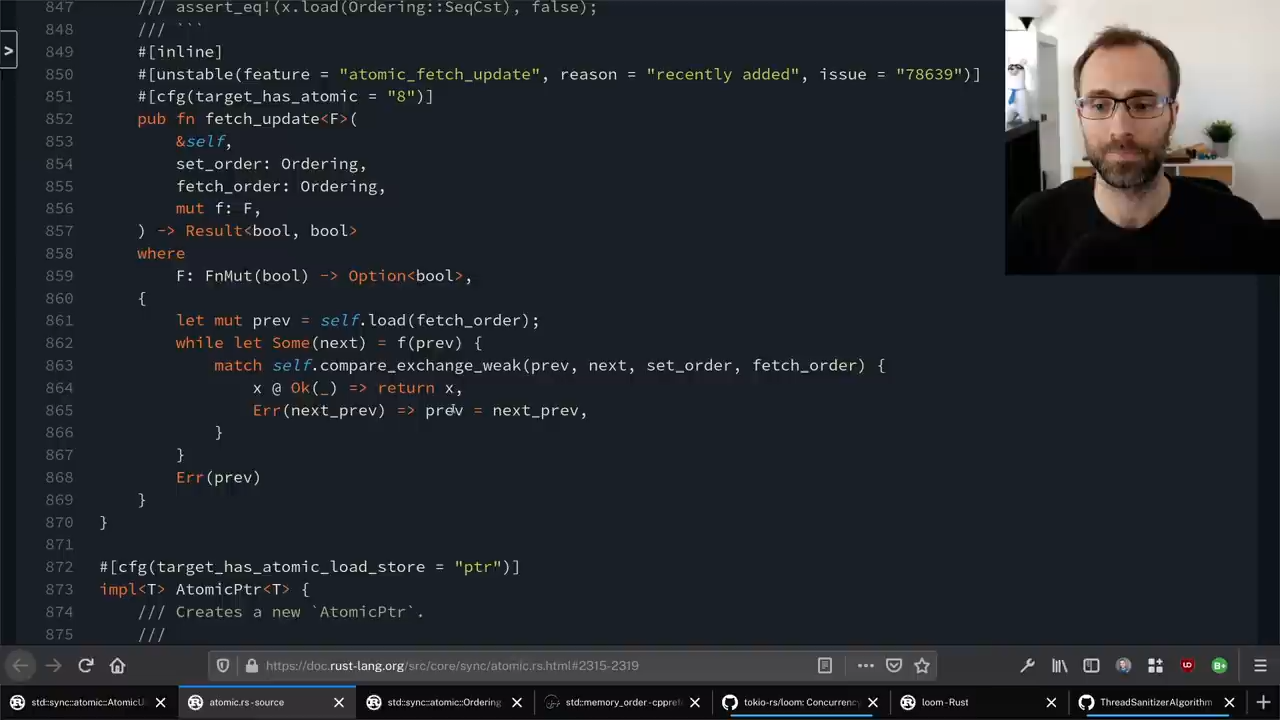 847 /// assert_eq!(x.load(Ordering::SeqCst), false);
848 /// ```
849 #[inline]
850 #[unstable(feature = "atomic_fetch_update", reason = "recently added", issue = "78639")]
851 #[cfg(target_has_atomic = "8")]
852 pub fn fetch_update<F>(
853 &self,
854 set_order: Ordering,
855 fetch_order: Ordering,
856 mut f: F,
857 ) -> Result<bool, bool>
858 where
859 F: FnMut(bool) -> Option<bool>,
860 {
861 let mut prev = self.load(fetch_order);
862 while let Some(next) = f(prev) {
863 match self.compare_exchange_weak(prev, next, set_order, fetch_order) {
864 x @ Ok(_) => return x,
865 Err(next_prev) => prev = next_prev,
866 }
867 }
868 Err(prev)
869 }
870 }
871
872 #[cfg(target_has_atomic_load_store = "ptr")]
873 impl<T> AtomicPtr<T> {
874 /// Creates a new `AtomicPtr`.
875 ///
>
https://doc.rust-lang.org/src/core/sync/atomic.rs.html#2315-2319
std::sync::atomic::AtomicU
atomic.rs - source
std::sync::atomic::Ordering
std::memory_order - cppref
tokio-rs/loom: Concurrency
loom - Rust
ThreadSanitizerAlgorithm